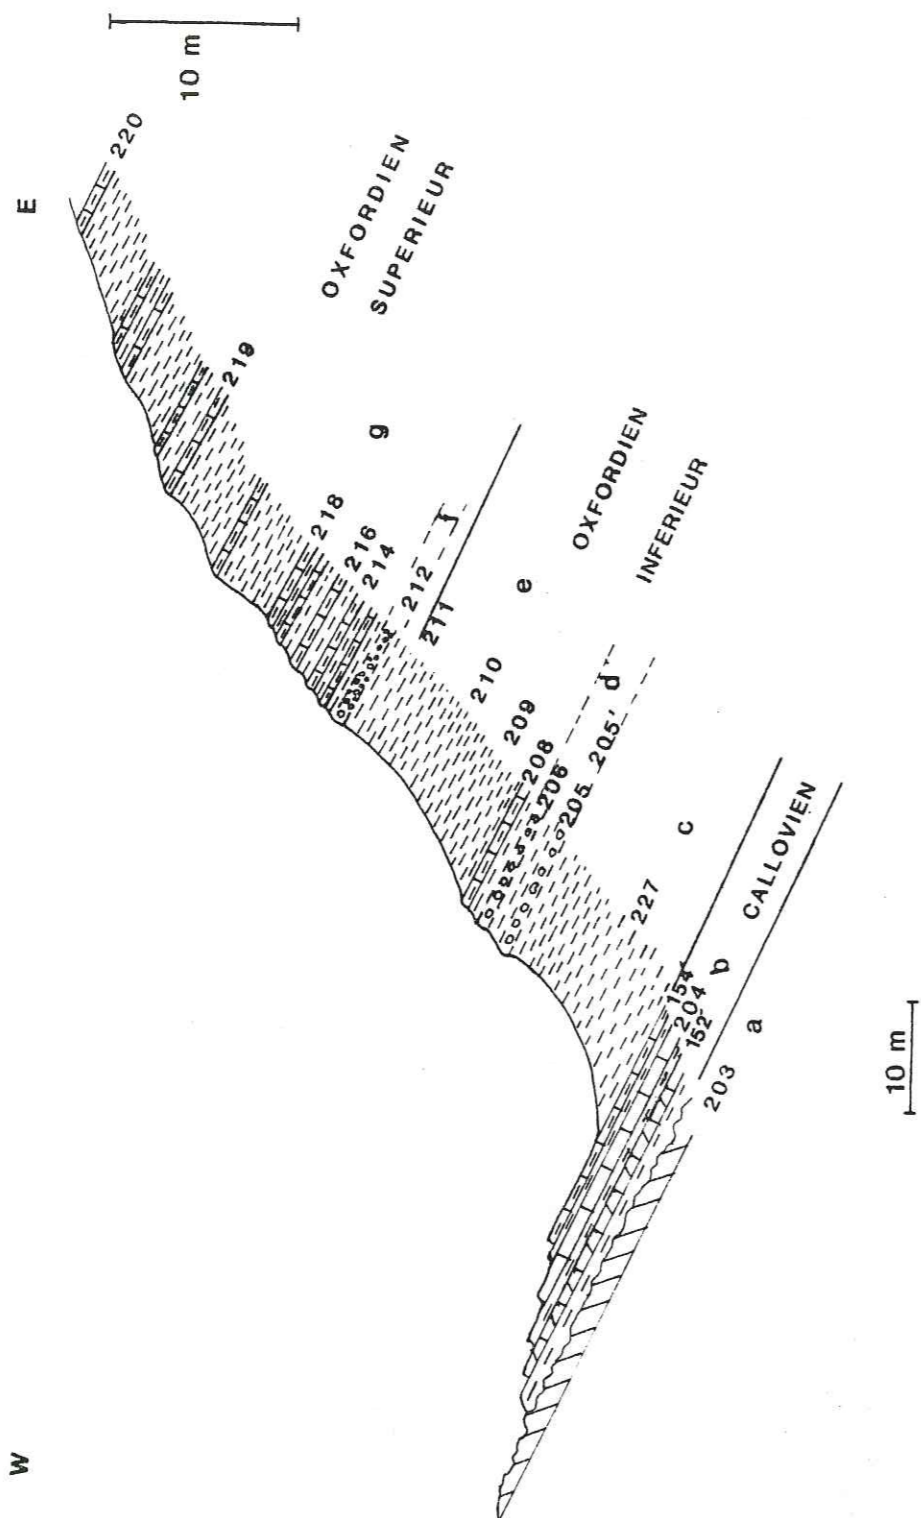 10 m
E
220
OXFORDIEN
SUPERIEUR
219
g
218
216
214
f
212
211
e
OXFORDIEN
INFERIEUR
210
209
208
206
d
205'
205
c
227
CALLOVIEN
154'
b
204
152'
a
203
10 m
W